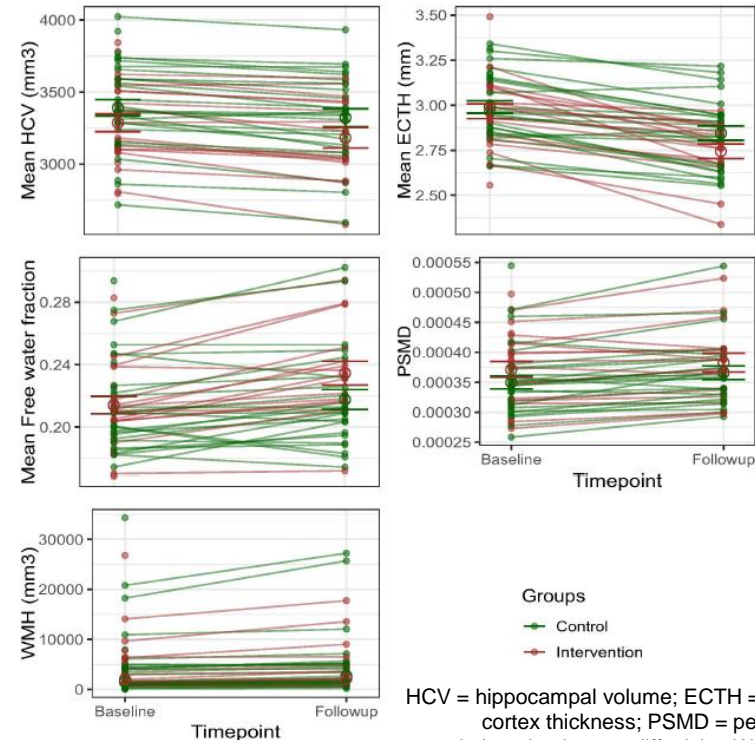 Mean HCV (mm3)
4000
3500
3000
Mean ECTH (mm)
3.50
3.25
3.00
2.75
2.50
Mean Free water fraction
0.28
0.24
0.20
PSMD
0.00055
0.00050
0.00045
0.00040
0.00035
0.00030
0.00025
Baseline Followup
Timepoint
WMH (mm3)
30000
20000
10000
0
Baseline Followup
Timepoint
Groups
Control
Intervention
HCV = hippocampal volume; ECTH =
cortex thickness; PSMD =